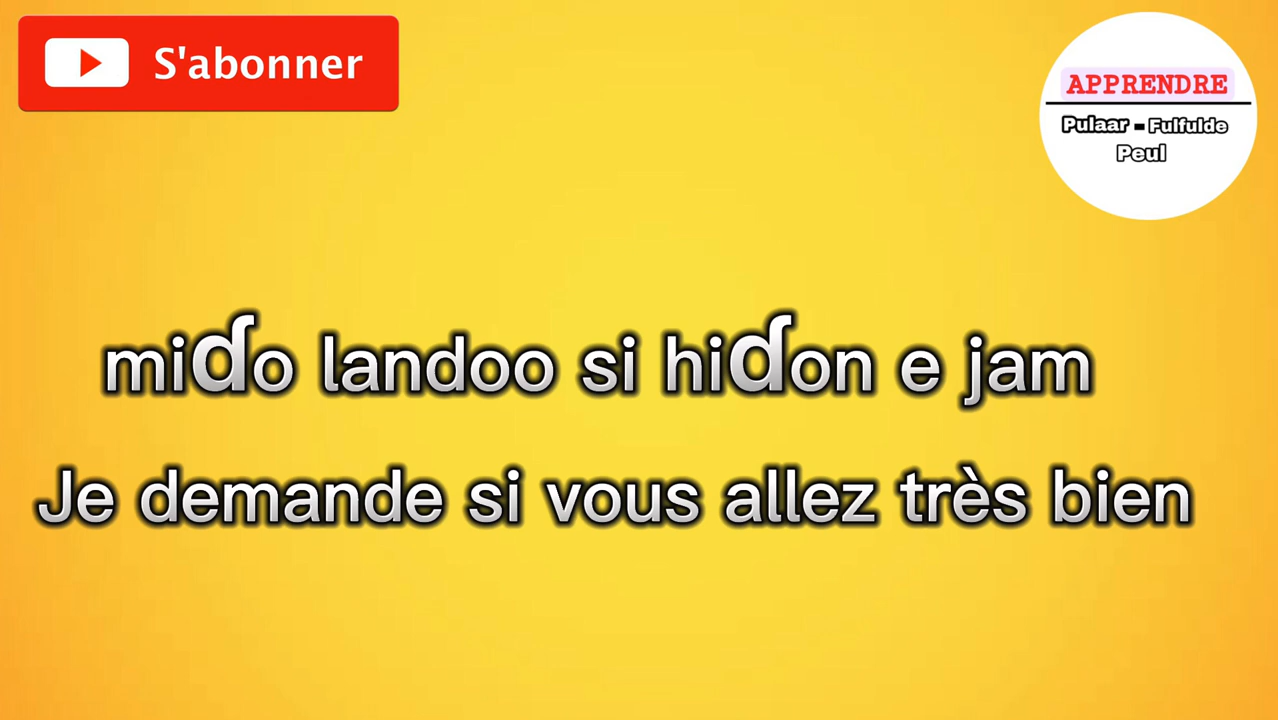 S'abonner
APPRENDRE
Pulaar - Fulfulde
Peul
miɗo landoo si hiɗon e jam
Je demande si vous allez très bien